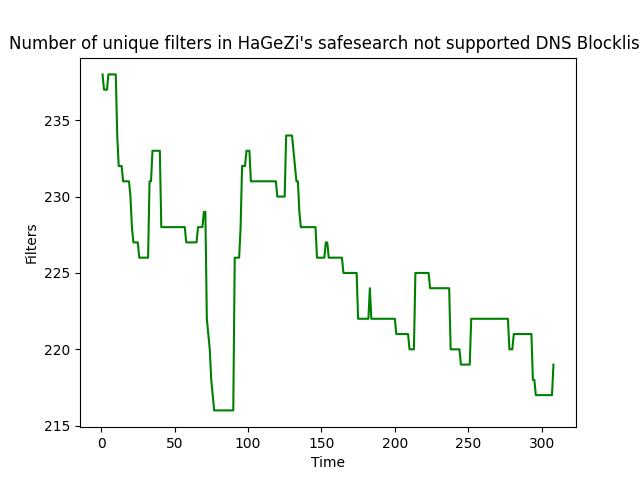 Number of unique filters in HaGeZi's safesearch not supported DNS Blocklis
235
230
225
220
215
Filters
0 50 100 150 200 250 300
Time